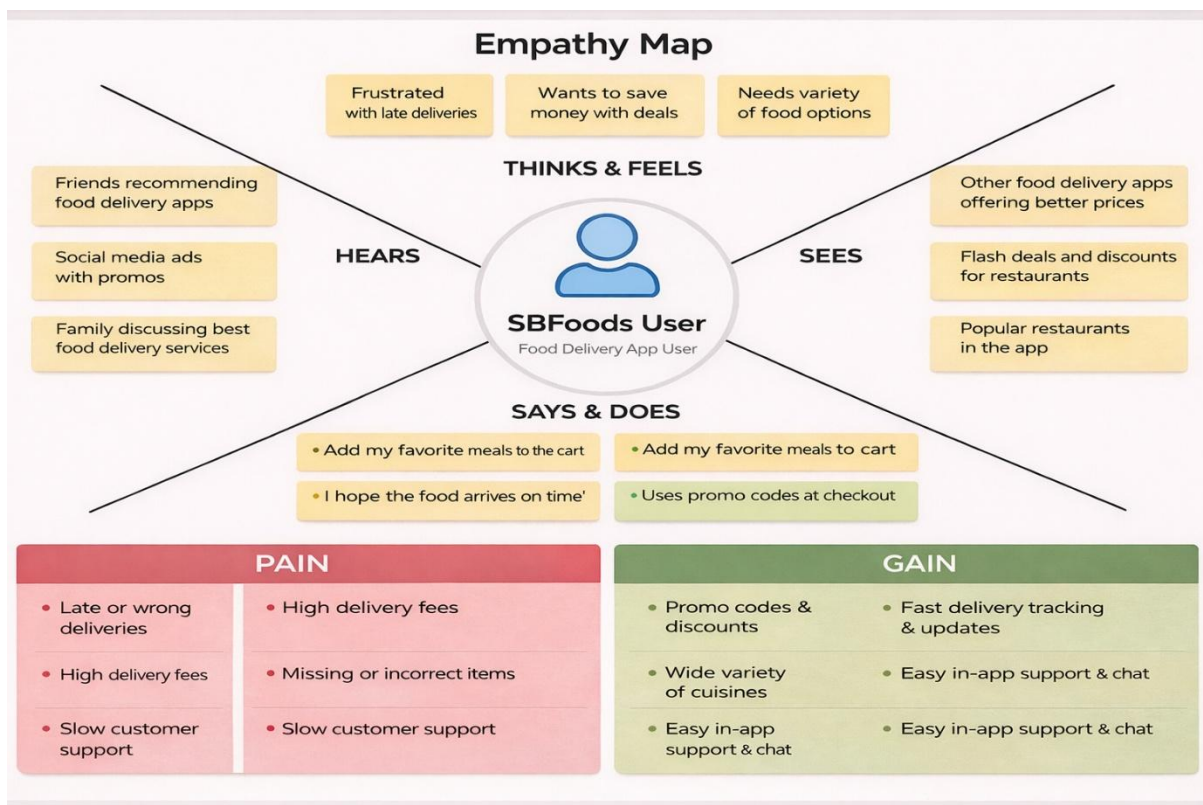 Empathy Map
Frustrated
with late deliveries
Wants to save
money with deals
Needs variety
of food options
THINKS & FEELS
Friends recommending
food delivery apps
Social media ads
with promos
Family discussing best
food delivery services
HEARS
SEES
Other food delivery apps
offering better prices
Flash deals and discounts
for restaurants
Popular restaurants
in the app
SBFoods User
Food Delivery App User
SAYS & DOES
• Add my favorite meals to the cart
• Add my favorite meals to cart
• I hope the food arrives on time'
• Uses promo codes at checkout
PAIN
• Late or wrong
deliveries
• High delivery fees
• High delivery fees
• Missing or incorrect items
• Slow customer
support
• Slow customer support
GAIN
• Promo codes &
discounts
• Fast delivery tracking
& updates
• Wide variety
of cuisines
• Easy in-app support & chat
• Easy in-app
support & chat
• Easy in-app support & chat